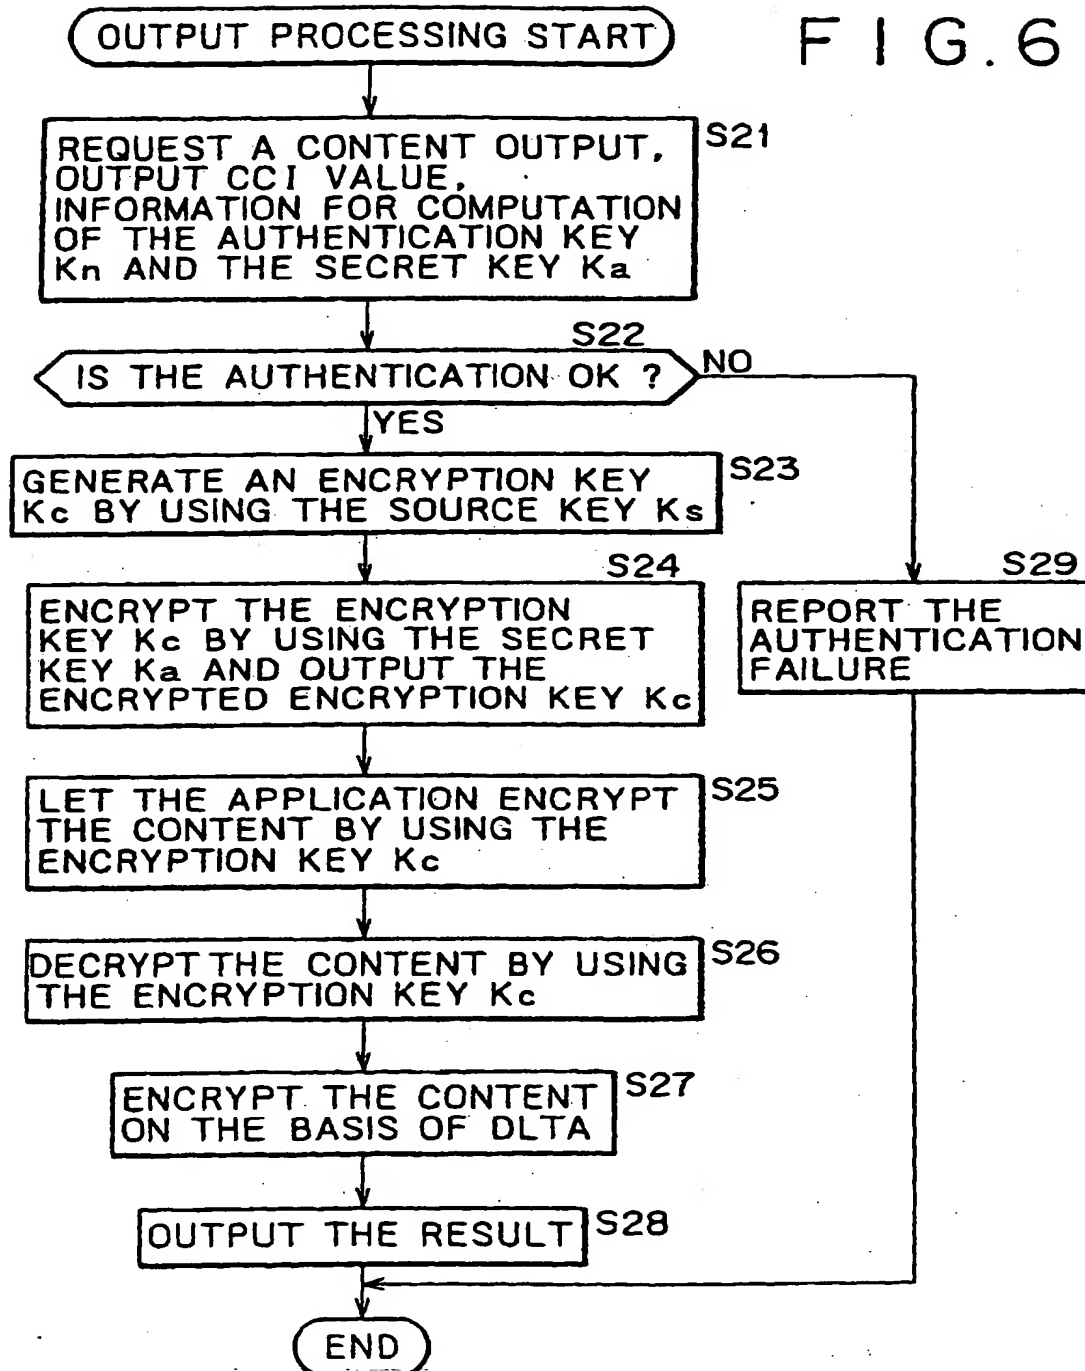 FIG.6
OUTPUT PROCESSING START
S21
REQUEST A CONTENT OUTPUT,
OUTPUT CCI VALUE,
INFORMATION FOR COMPUTATION
OF THE AUTHENTICATION KEY
Kn AND THE SECRET KEY Ka
S22
IS THE AUTHENTICATION OK ?
NO
YES
S23
GENERATE AN ENCRYPTION KEY
Kc BY USING THE SOURCE KEY Ks
S24
ENCRYPT THE ENCRYPTION
KEY Kc BY USING THE SECRET
KEY Ka AND OUTPUT THE
ENCRYPTED ENCRYPTION KEY Kc
S29
REPORT THE
AUTHENTICATION
FAILURE
S25
LET THE APPLICATION ENCRYPT
THE CONTENT BY USING THE
ENCRYPTION KEY Kc
S26
DECRYPT THE CONTENT BY USING
THE ENCRYPTION KEY Kc
S27
ENCRYPT THE CONTENT
ON THE BASIS OF DLTA
S28
OUTPUT THE RESULT
END